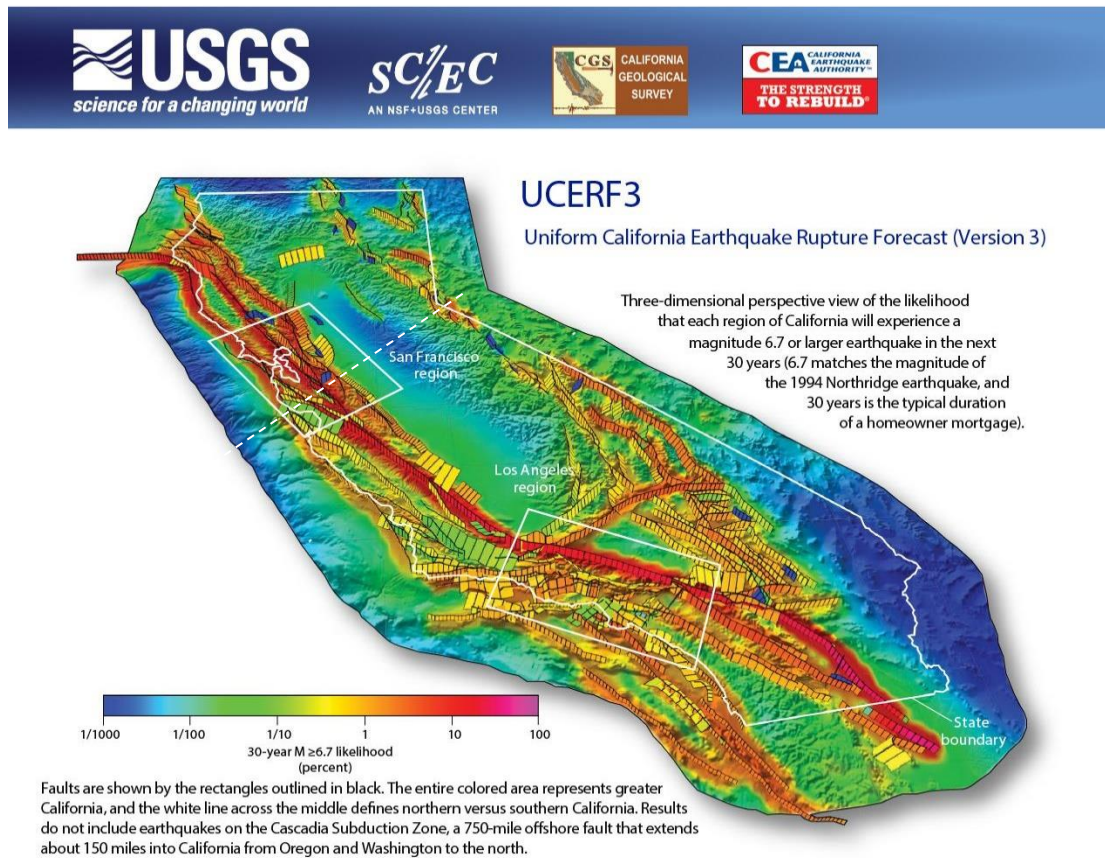 USGS
science for a changing world
SC/EC
AN NSF+USGS CENTER
CGS
CALIFORNIA
GEOLOGICAL
SURVEY
CEA CALIFORNIA
EARTHQUAKE
AUTHORITY™
THE STRENGTH
TO REBUILD®
UCERF3
Uniform California Earthquake Rupture Forecast (Version 3)
Three-dimensional perspective view of the likelihood
that each region of California will experience a
magnitude 6.7 or larger earthquake in the next
30 years (6.7 matches the magnitude of
the 1994 Northridge earthquake, and
30 years is the typical duration
of a homeowner mortgage).
San Francisco
region
Los Angeles
region
State
boundary
1/1000 1/100 1/10 1 10 100
30-year M ≥6.7 likelihood
(percent)
Faults are shown by the rectangles outlined in black. The entire colored area represents greater
California, and the white line across the middle defines northern versus southern California. Results
do not include earthquakes on the Cascadia Subduction Zone, a 750-mile offshore fault that extends
about 150 miles into California from Oregon and Washington to the north.